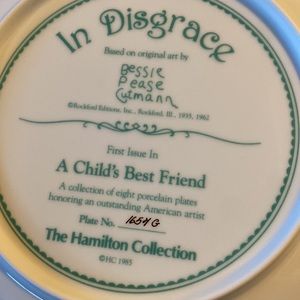 In Disgrace
Based on original art by
Bessie
Pease
Gutmann
©Rockford Editions, Inc., Rockford, Ill., 1935, 1962
First Issue In
A Child's Best Friend
A collection of eight porcelain plates
honoring an outstanding American artist
Plate No. 1654G
The Hamilton Collection
©HC 1985